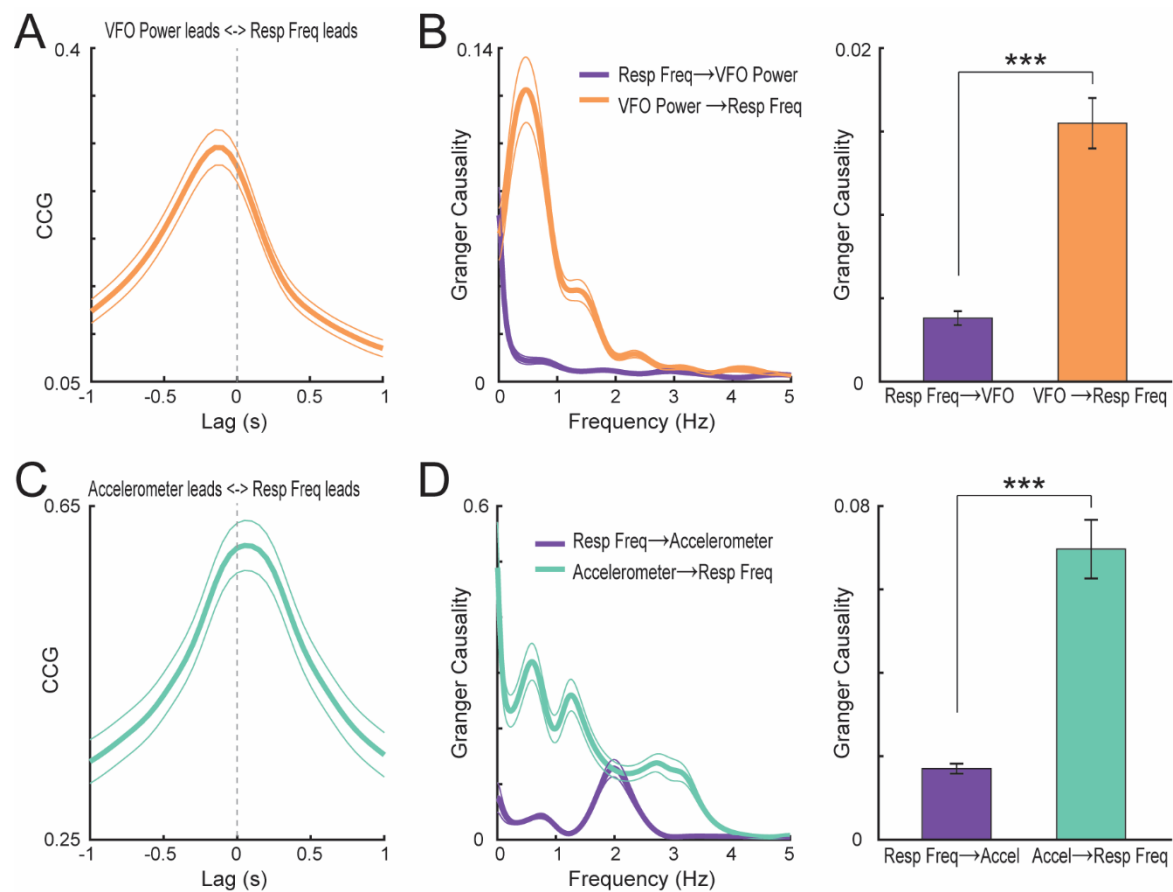 A
VFO Power leads <-> Resp Freq leads
0.4
CCG
0.05
-1 -0.5 0 0.5 1
Lag (s)
B
0.14
Granger Causality
Resp Freq→VFO Power
VFO Power →Resp Freq
0
0 1 2 3 4 5
Frequency (Hz)
0.02
***
Granger Causality
0
Resp Freq→VFO VFO →Resp Freq
C
Accelerometer leads <-> Resp Freq leads
0.65
CCG
0.25
-1 -0.5 0 0.5 1
Lag (s)
D
0.6
Granger Causality
Resp Freq→Accelerometer
Accelerometer→Resp Freq
0
0 1 2 3 4 5
Frequency (Hz)
0.08
***
Granger Causality
0
Resp Freq→Accel Accel→Resp Freq